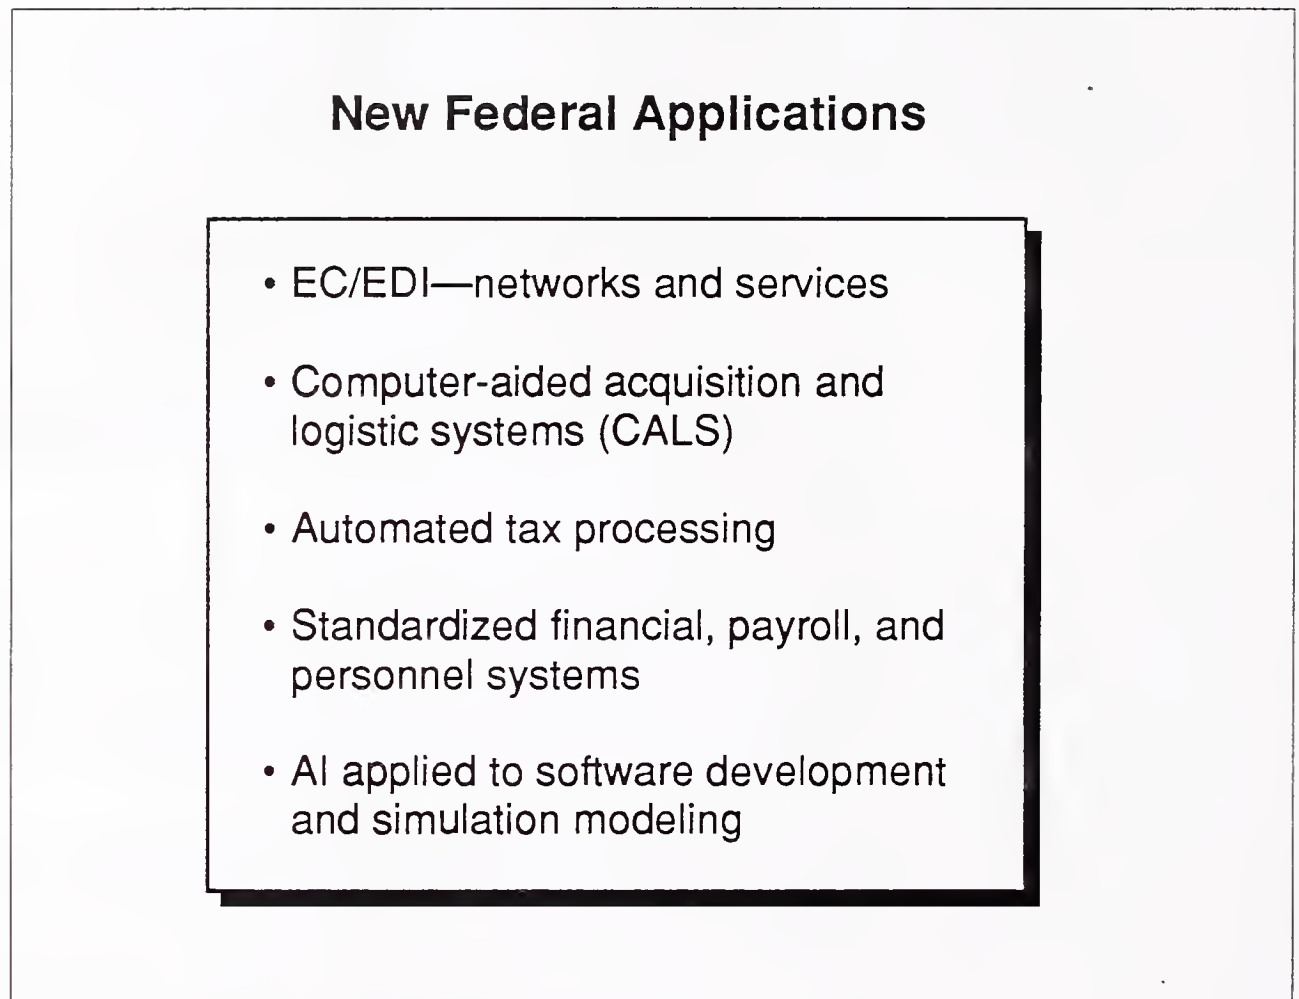 New Federal Applications
• EC/EDI—networks and services
• Computer-aided acquisition and
logistic systems (CALS)
• Automated tax processing
• Standardized financial, payroll, and
personnel systems
• AI applied to software development
and simulation modeling